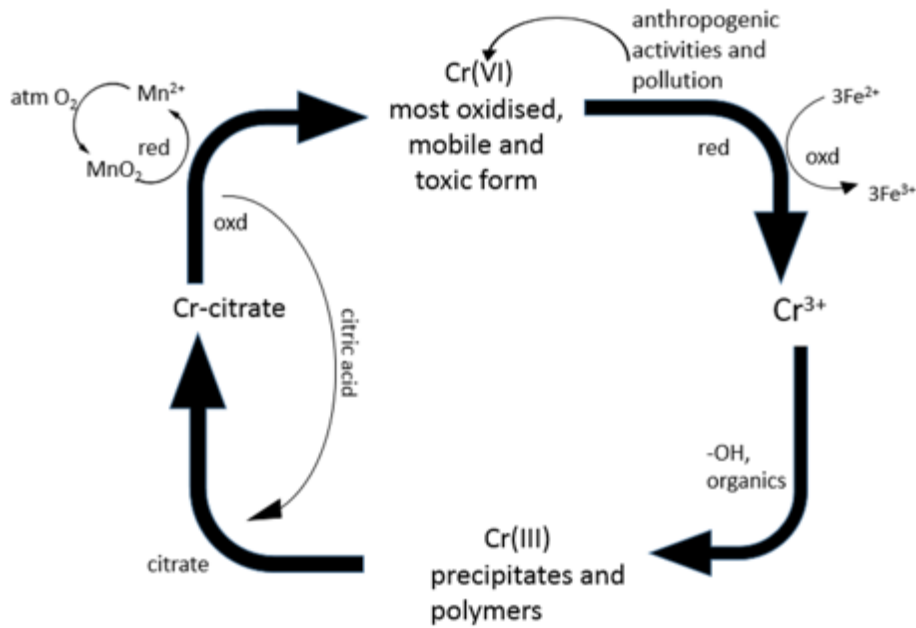 anthropogenic
activities and
pollution
Cr(VI)
most oxidised,
mobile and
toxic form
atm O₂
Mn²⁺
MnO₂
red
oxd
red
oxd
3Fe²⁺
3Fe³⁺
Cr-citrate
citric acid
Cr³⁺
-OH,
organics
Cr(III)
precipitates and
polymers
citrate